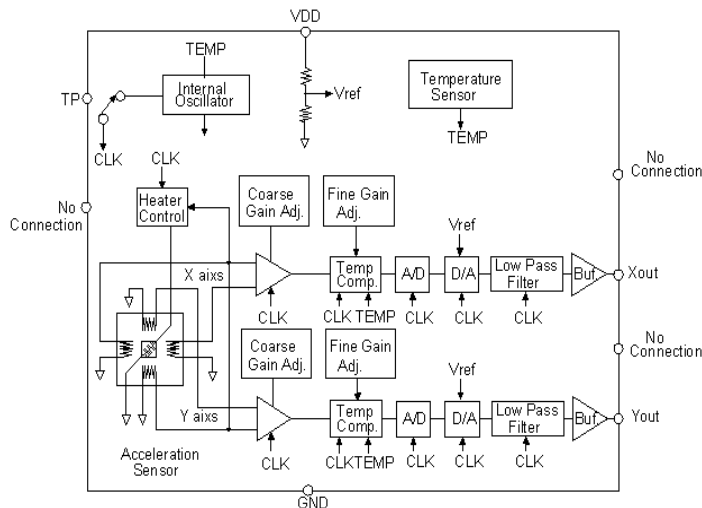 VDD
TEMP
Internal
Oscillator
TP
CLK
Vref
Temperature
Sensor
TEMP
No
Connection
CLK
Heater
Control
No
Connection
Coarse
Gain Adj.
Fine Gain
Adj.
Vref
X aixs
Temp
Comp.
A/D
D/A
Low Pass
Filter
Buf.
Xout
CLK
CLK
TEMP
CLK
CLK
CLK
Coarse
Gain Adj.
Fine Gain
Adj.
No
Connection
Vref
Y aixs
Temp
Comp.
A/D
D/A
Low Pass
Filter
Buf.
Yout
CLK
CLK
TEMP
CLK
CLK
CLK
Acceleration
Sensor
GND